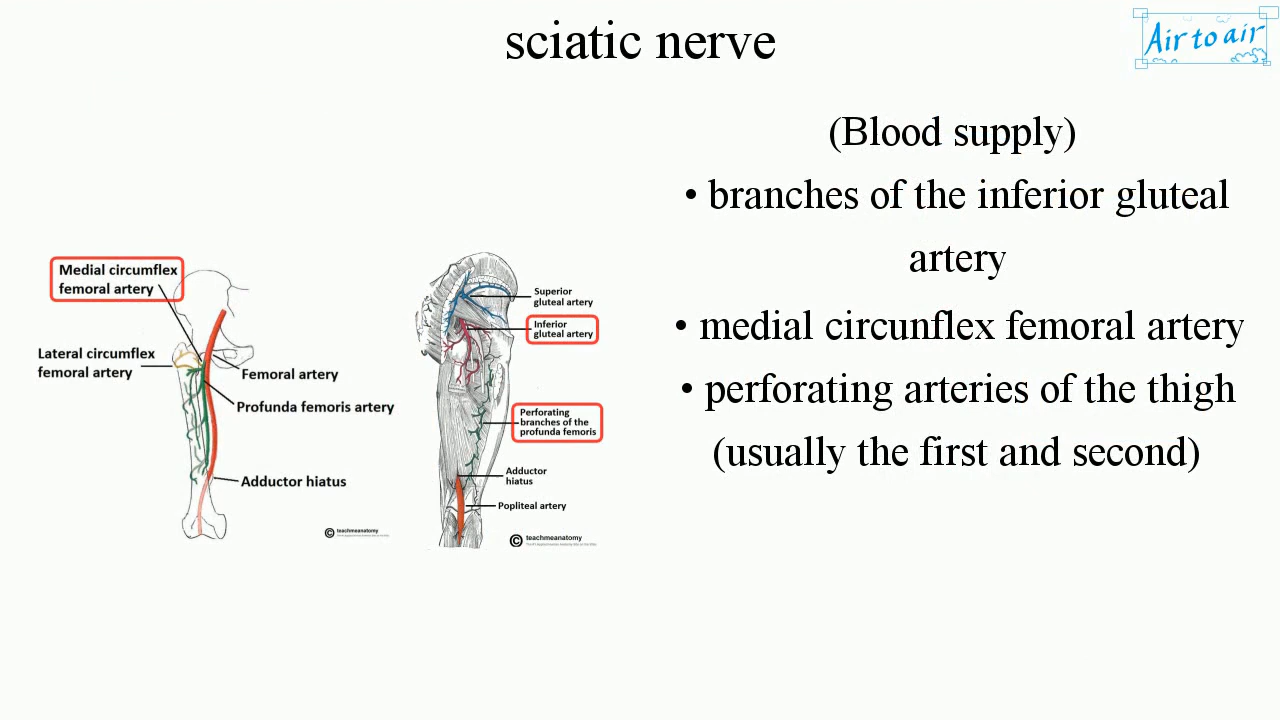 sciatic nerve
Air to air
(Blood supply)
• branches of the inferior gluteal
artery
• medial circunflex femoral artery
• perforating arteries of the thigh
(usually the first and second)
Medial circumflex
femoral artery
Lateral circumflex
femoral artery
Femoral artery
Profunda femoris artery
Adductor hiatus
© teachmeanatomy
Superior
gluteal artery
Inferior
gluteal artery
Perforating
branches of the
profunda femoris
Adductor
hiatus
Popliteal artery
© teachmeanatomy